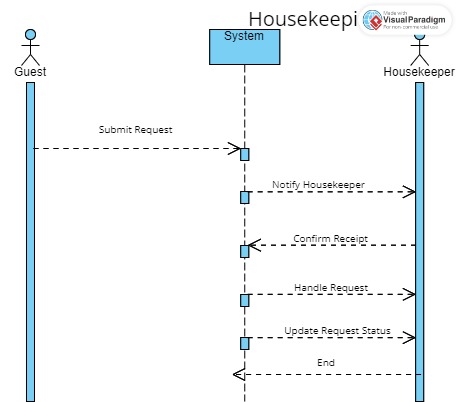 Housekeepi
Made with
Visual Paradigm
For non-commercial use
System
Guest
Housekeeper
Submit Request
Notify Housekeeper
Confirm Receipt
Handle Request
Update Request Status
End